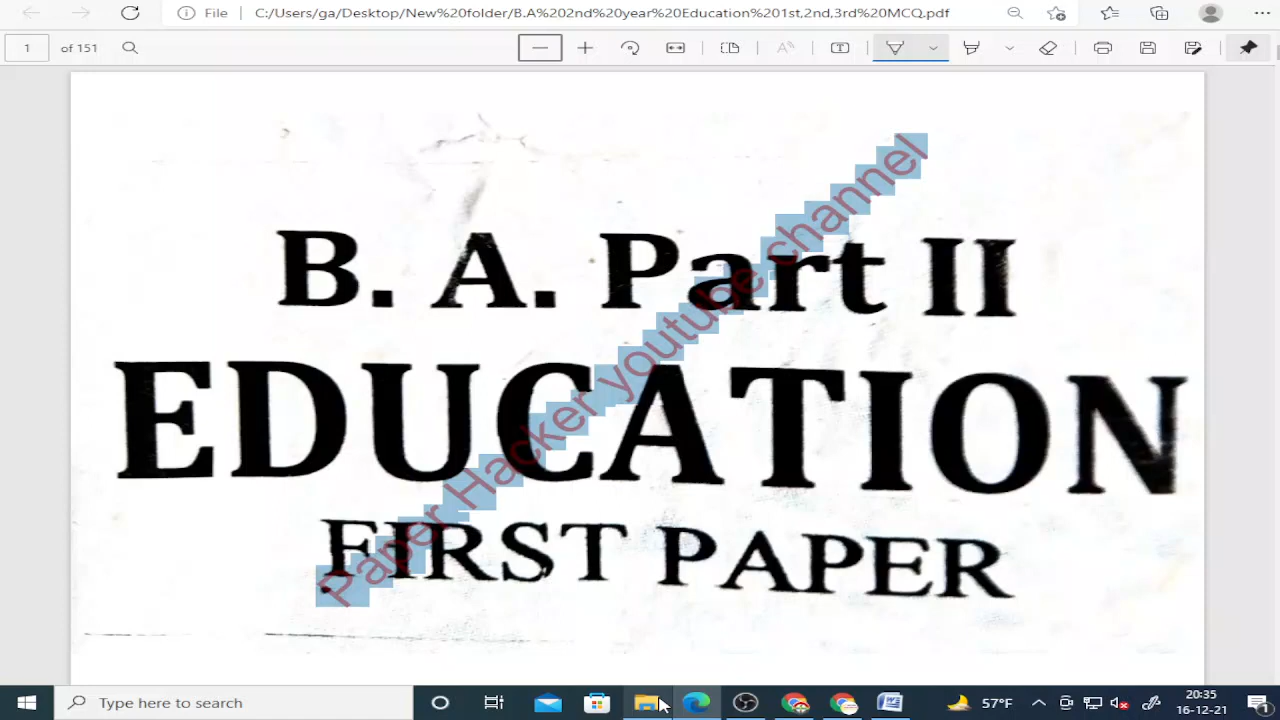 File C:/Users/ga/Desktop/New%20folder/B.A%202nd%20year%20Education%201st,2nd,3rd%20MCQ.pdf
1 of 151
B. A. Part II
EDUCATION
FIRST PAPER
Paper Hacker youtube channel
Type here to search
57°F
20:35
16-12-21
1